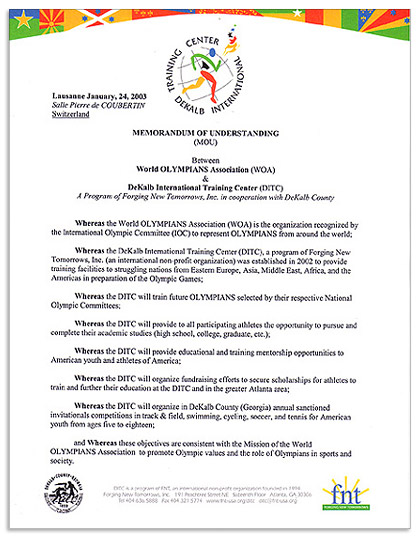 TRAINING CENTER
DEKALB INTERNATIONAL
Lausanne January, 24, 2003
Salle Pierre de COUBERTIN
Switzerland
MEMORANDUM OF UNDERSTANDING
(MOU)
Between
World OLYMPIANS Association (WOA)
&
DeKalb International Training Center (DITC)
A Program of Forging New Tomorrows, Inc. in cooperation with DeKalb County
Whereas the World OLYMPIANS Association (WOA) is the organization recognized
by the International Olympic Committee (IOC) to represent OLYMPIANS from around the world;
Whereas the DeKalb International Training Center (DITC), a program of Forging New
Tomorrows, Inc. (an international non-profit organization) was established in 2002 to provide
training facilities to struggling nations from Eastern Europe, Asia, Middle East, Africa, and the
Americas in preparation of the Olympic Games;
Whereas the DITC will train future OLYMPIANS selected by their respective National
Olympic Committees;
Whereas the DITC will provide to all participating athletes the opportunity to pursue and
complete their academic studies (high school, college, graduate, etc.);
Whereas the DITC will provide educational and training mentorship opportunities to
American youth and athletes of America;
Whereas the DITC will organize fundraising efforts to secure scholarships for athletes to
train and further their education at the DITC and in the greater Atlanta area;
Whereas the DITC will organize in DeKalb County (Georgia) annual sanctioned
invitationals competitions in track & field, swimming, cycling, soccer, and tennis for American
youth from ages five to eighteen;
and Whereas these objectives are consistent with the Mission of the World
OLYMPIANS Association to promote Olympic values and the role of Olympians in sports and
society.
DITC is a program of FNT, an international non-profit organization founded in 1994
Forging New Tomorrows, Inc. 191 Peachtree Street NE Sixteenth Floor Atlanta, GA 30306
fnt
FORGING NEW TOMORROWS